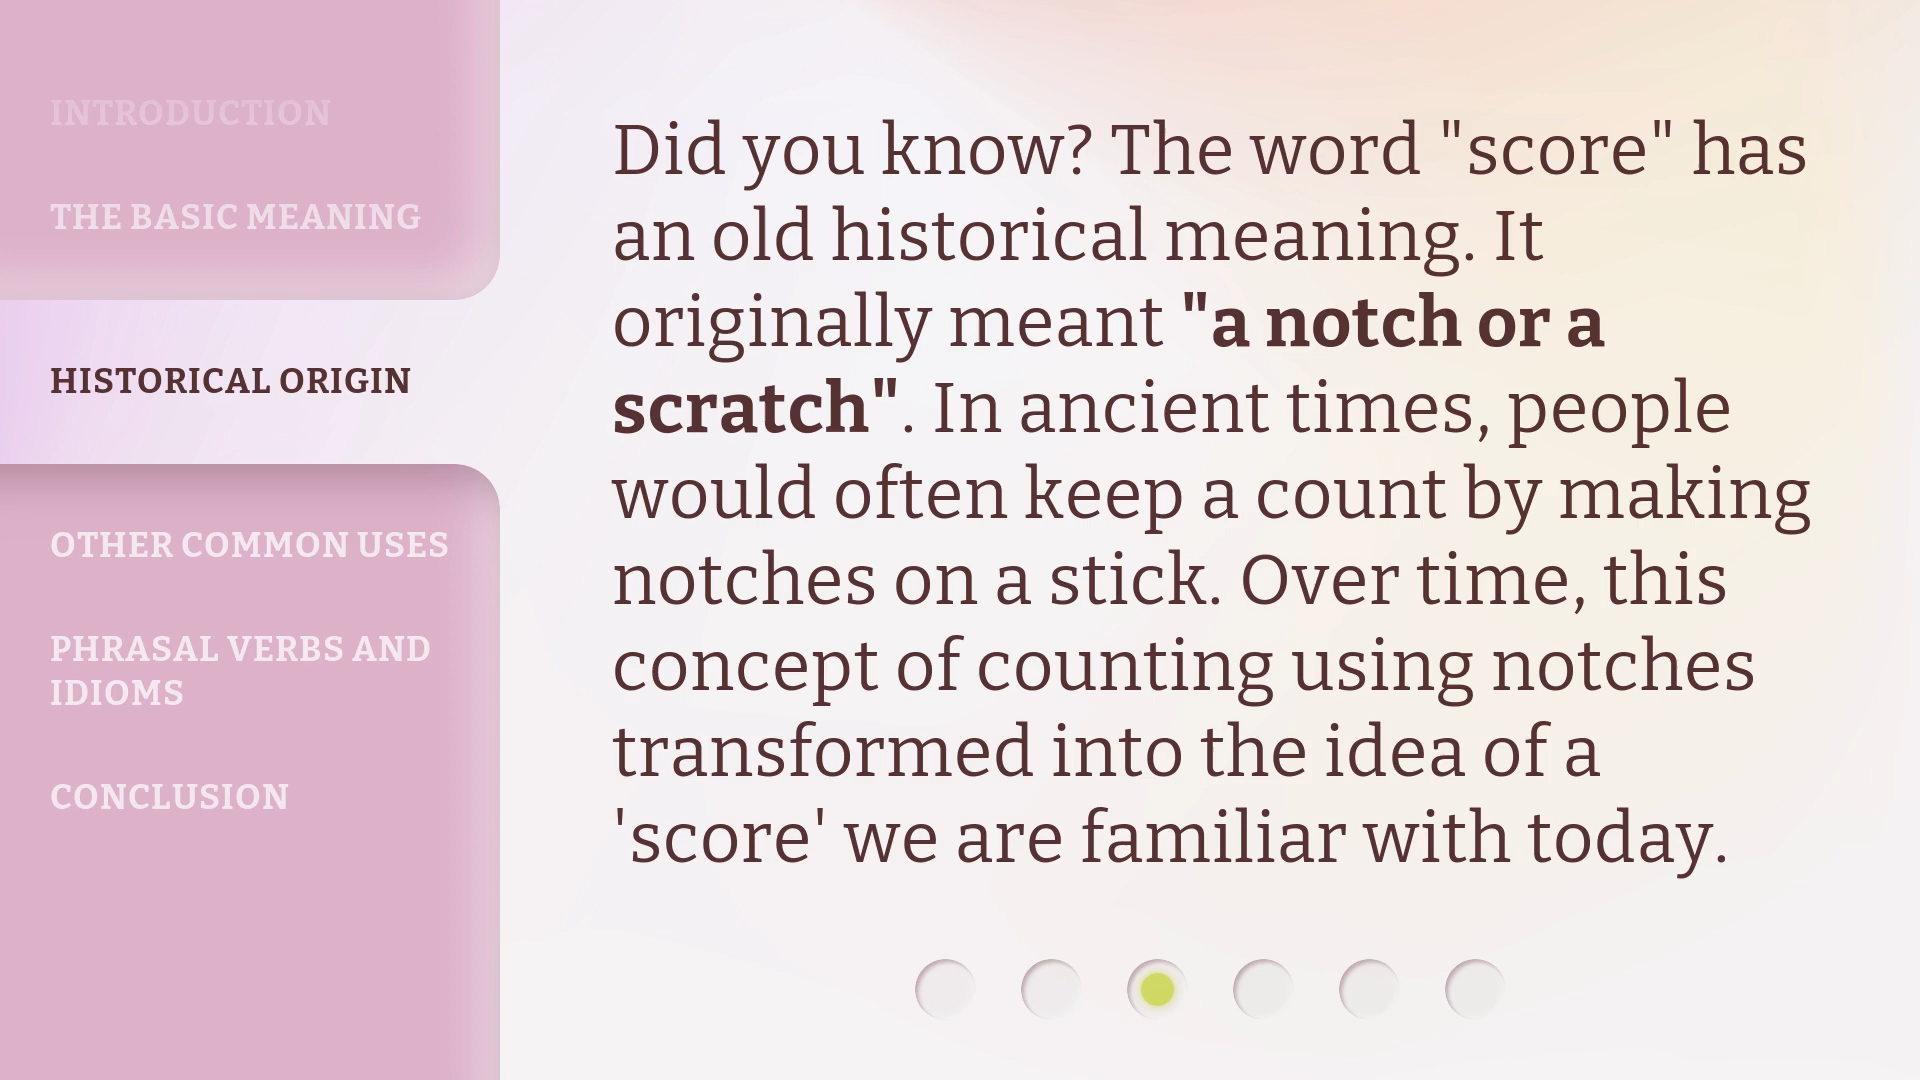 INTRODUCTION
THE BASIC MEANING
HISTORICAL ORIGIN
OTHER COMMON USES
PHRASAL VERBS AND
IDIOMS
CONCLUSION
Did you know? The word "score" has
an old historical meaning. It
originally meant "a notch or a
scratch". In ancient times, people
would often keep a count by making
notches on a stick. Over time, this
concept of counting using notches
transformed into the idea of a
'score' we are familiar with today.